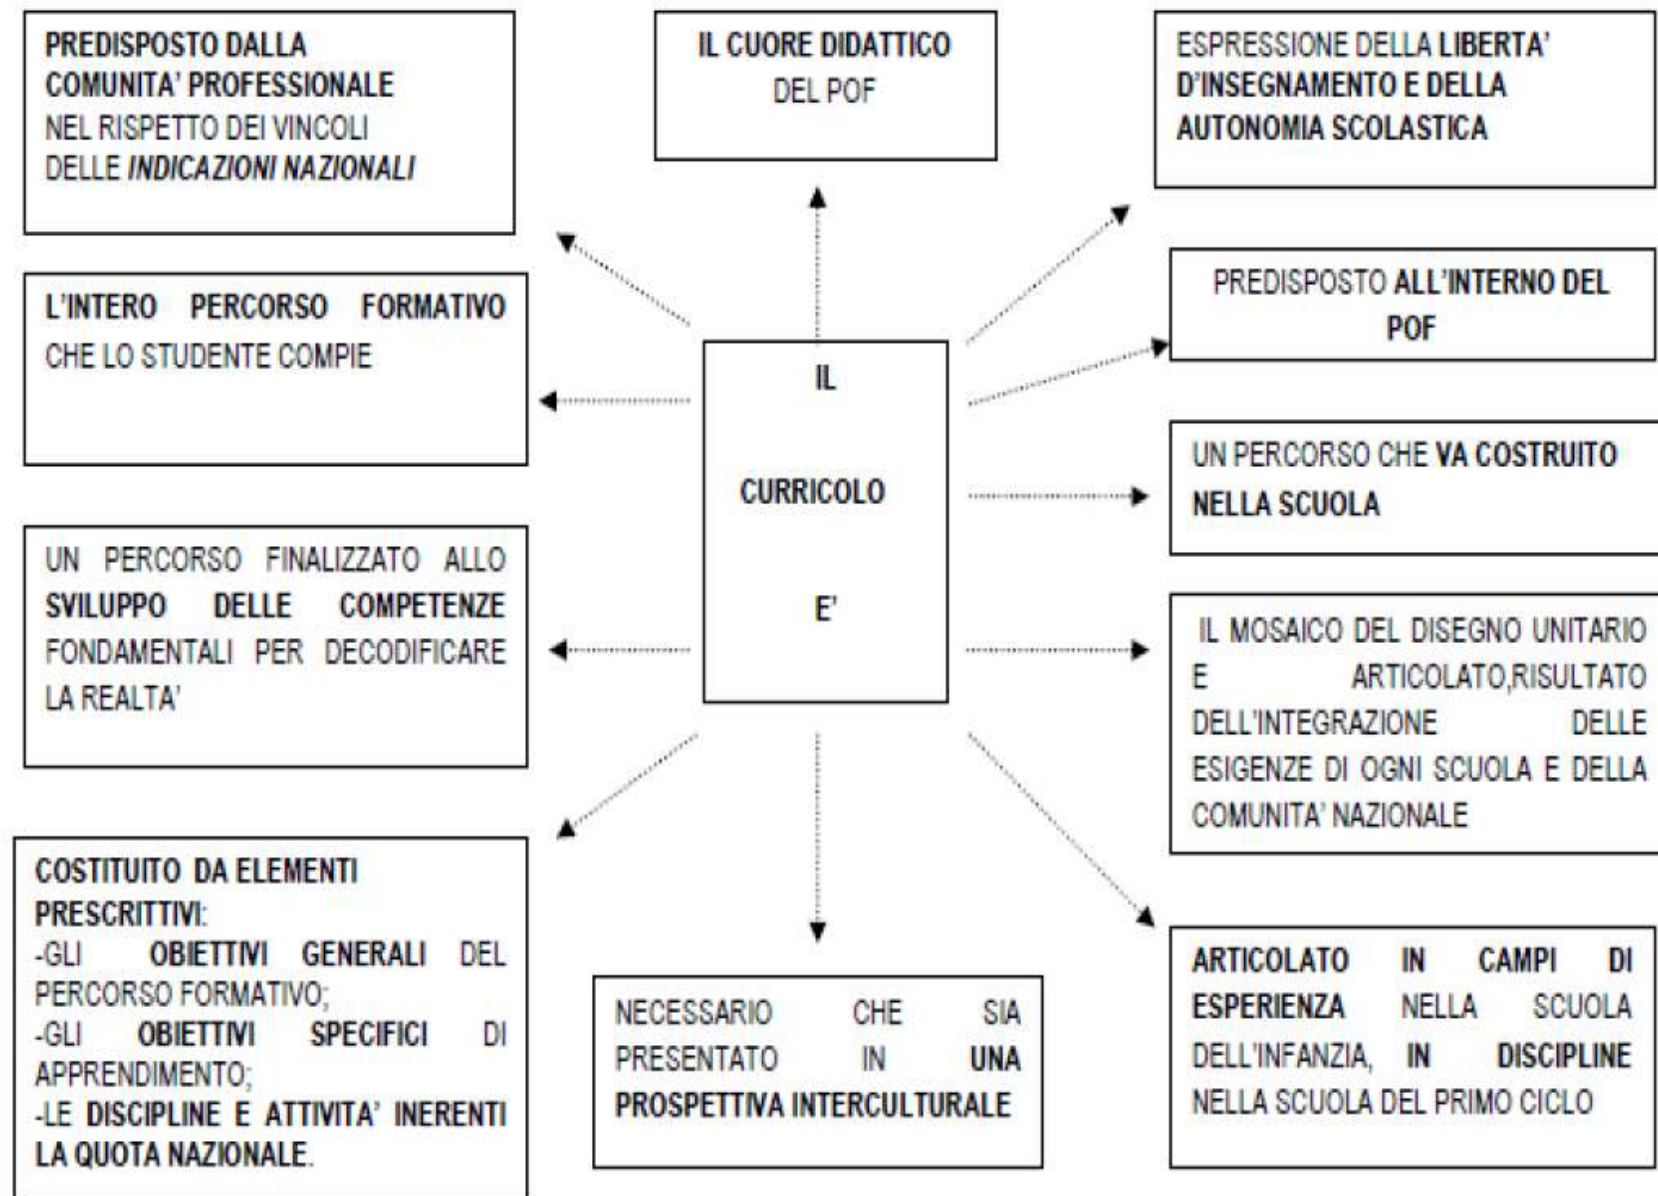 PREDISPOSTO DALLA
COMUNITA' PROFESSIONALE
NEL RISPETTO DEI VINCOLI
DELLE INDICAZIONI NAZIONALI
IL CUORE DIDATTICO
DEL POF
ESPRESSIONE DELLA LIBERTA'
D'INSEGNAMENTO E DELLA
AUTONOMIA SCOLASTICA
L'INTERO PERCORSO FORMATIVO
CHE LO STUDENTE COMPIE
PREDISPOSTO ALL'INTERNO DEL
POF
IL
CURRICOLO
E'
UN PERCORSO CHE VA COSTRUITO
NELLA SCUOLA
UN PERCORSO FINALIZZATO ALLO
SVILUPPO DELLE COMPETENZE
FONDAMENTALI PER DECODIFICARE
LA REALTA'
IL MOSAICO DEL DISEGNO UNITARIO
E ARTICOLATO,RISULTATO
DELL'INTEGRAZIONE DELLE
ESIGENZE DI OGNI SCUOLA E DELLA
COMUNITA' NAZIONALE
COSTITUITO DA ELEMENTI
PRESCRITTIVI:
-GLI OBIETTIVI GENERALI DEL
PERCORSO FORMATIVO;
-GLI OBIETTIVI SPECIFICI DI
APPRENDIMENTO;
-LE DISCIPLINE E ATTIVITA' INERENTI
LA QUOTA NAZIONALE.
NECESSARIO CHE SIA
PRESENTATO IN UNA
PROSPETTIVA INTERCULTURALE
ARTICOLATO IN CAMPI DI
ESPERIENZA NELLA SCUOLA
DELL'INFANZIA, IN DISCIPLINE
NELLA SCUOLA DEL PRIMO CICLO